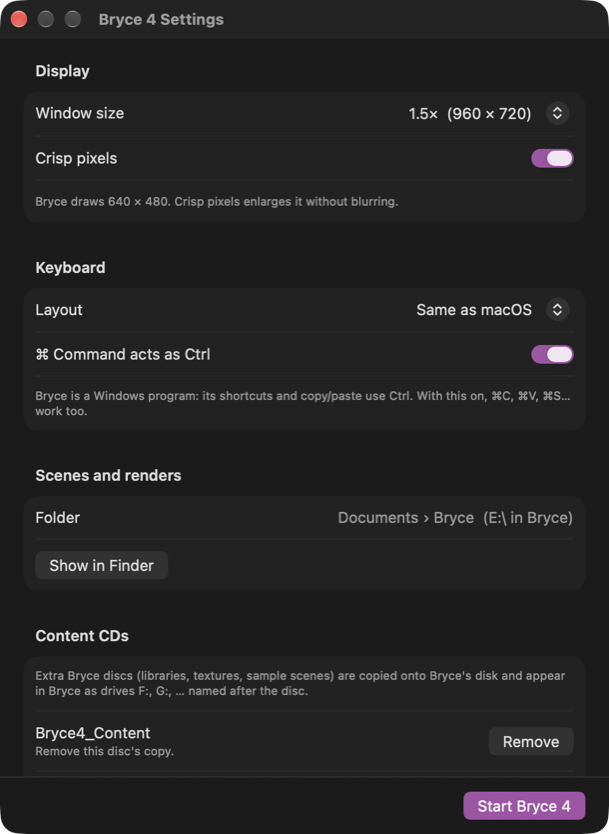 Bryce 4 Settings
Display
Window size
1.5× (960 × 720)
Crisp pixels
Bryce draws 640 × 480. Crisp pixels enlarges it without blurring.
Keyboard
Layout
Same as macOS
⌘ Command acts as Ctrl
Bryce is a Windows program: its shortcuts and copy/paste use Ctrl. With this on, ⌘C, ⌘V, ⌘S…
work too.
Scenes and renders
Folder
Documents › Bryce (E:\ in Bryce)
Show in Finder
Content CDs
Extra Bryce discs (libraries, textures, sample scenes) are copied onto Bryce's disk and appear
in Bryce as drives F:, G:, … named after the disc.
Bryce4_Content
Remove this disc's copy.
Remove
Start Bryce 4